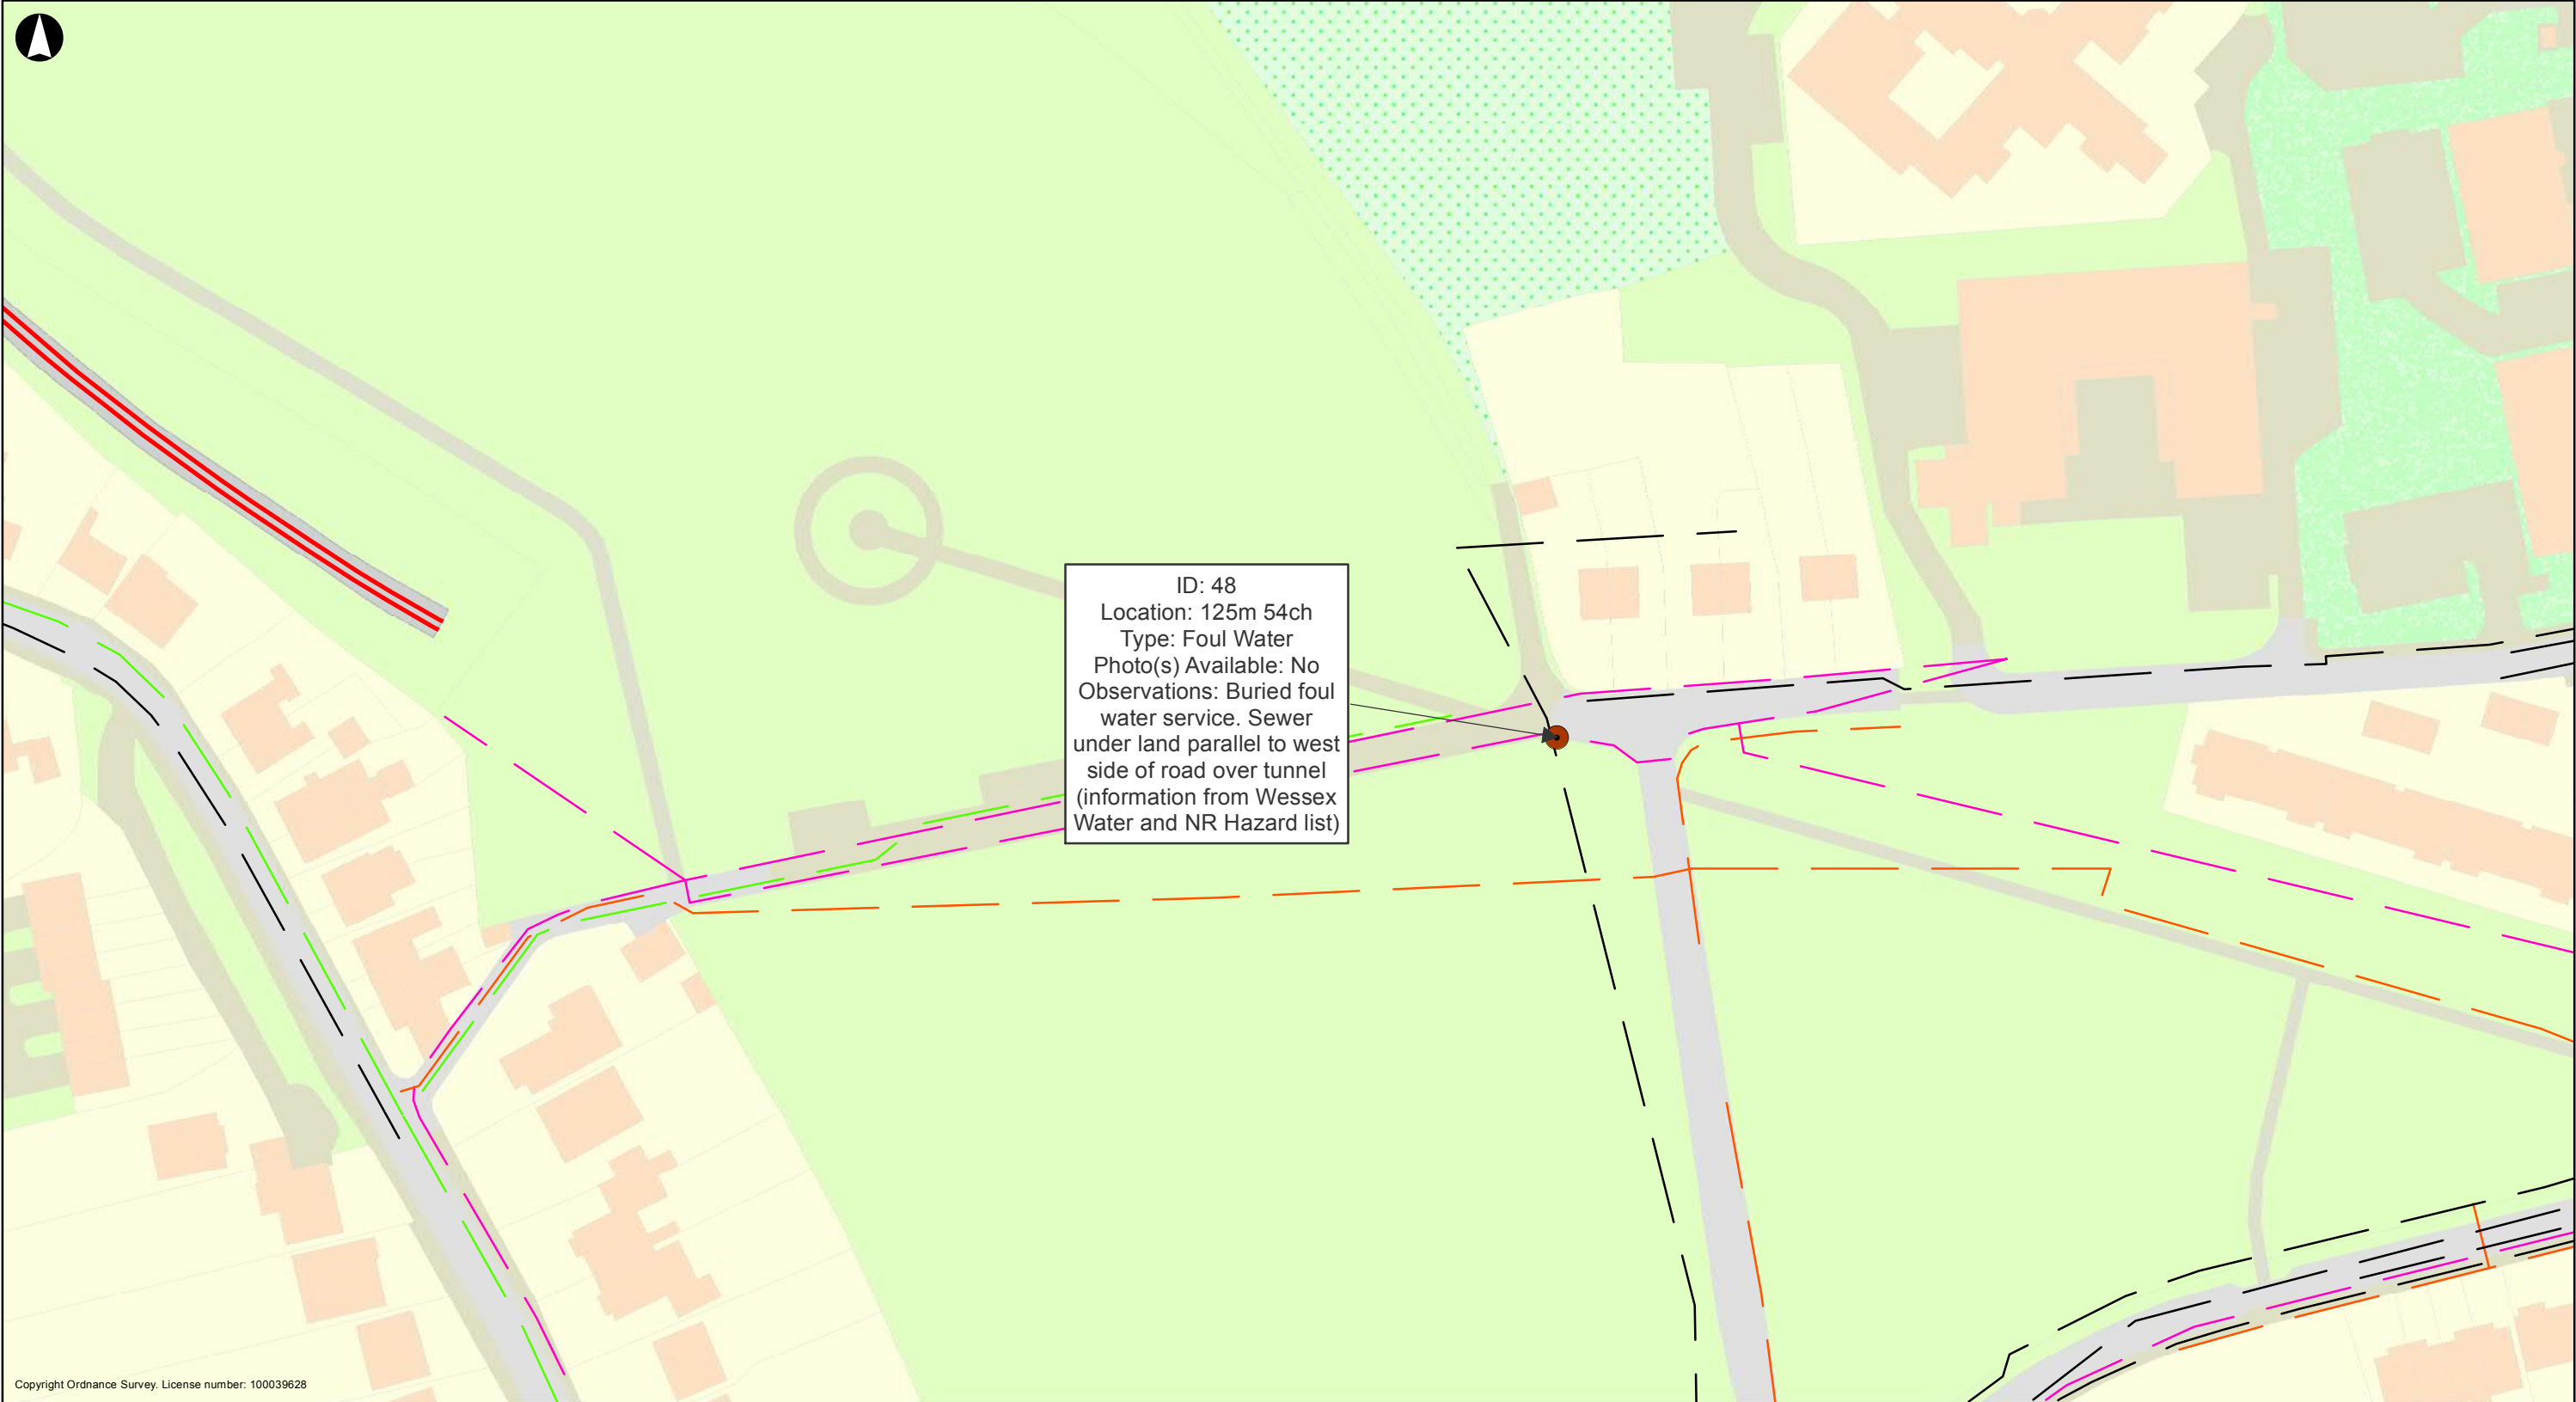 ID: 48
Location: 125m 54ch
Type: Foul Water
Photo(s) Available: No
Observations: Buried foul
water service. Sewer
under land parallel to west
side of road over tunnel
(information from Wessex
Water and NR Hazard list)
Copyright Ordnance Survey. License number: 100039628